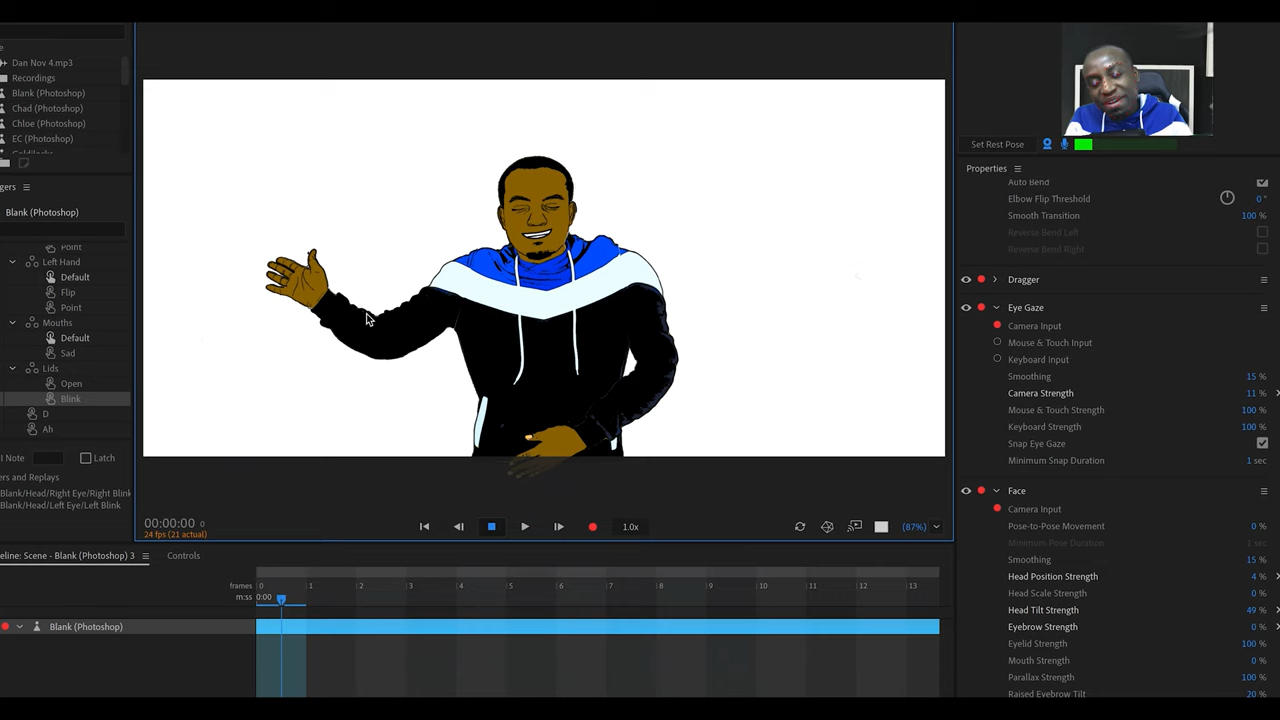 e
Dan Nov 4.mp3
Recordings
Blank (Photoshop)
Chad (Photoshop)
Chloe (Photoshop)
EC (Photoshop)
gers
Blank (Photoshop)
Point
Left Hand
Default
Flip
Point
Mouths
Default
Sad
Lids
Open
Blink
D
Ah
I Note
Latch
ers and Replays
Blank/Head/Right Eye/Right Blink
Blank/Head/Left Eye/Left Blink
00:00:00 0
24 fps (21 actual)
1.0x
(87%)
eline: Scene - Blank (Photoshop) 3
Controls
frames 0 1 2 3 4 5 6 7 8 9 10 11 12 13
m:ss 0:00
Blank (Photoshop)
Set Rest Pose
Properties
Auto Bend
Elbow Flip Threshold 0 °
Smooth Transition 100 %
Reverse Bend Left
Reverse Bend Right
Dragger
Eye Gaze
Camera Input
Mouse & Touch Input
Keyboard Input
Smoothing 15 %
Camera Strength 11 %
Mouse & Touch Strength 100 %
Keyboard Strength 100 %
Snap Eye Gaze
Minimum Snap Duration 1 sec
Face
Camera Input
Pose-to-Pose Movement 0 %
Minimum Pose Duration 1 sec
Smoothing 15 %
Head Position Strength 4 %
Head Scale Strength 0 %
Head Tilt Strength 49 %
Eyebrow Strength 0 %
Eyelid Strength 100 %
Mouth Strength 0 %
Parallax Strength 100 %
Raised Eyebrow Tilt 20 %